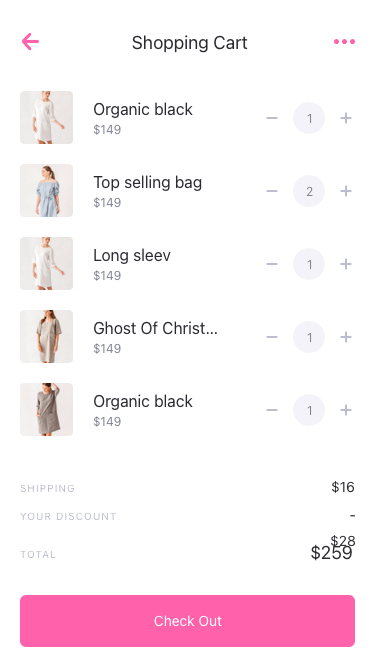 Shopping Cart
Organic black
$149
1
Top selling bag
$149
2
Long sleev
$149
1
Ghost Of Christ...
$149
1
Organic black
$149
1
SHIPPING $16
YOUR DISCOUNT -
$28
TOTAL $259
Check Out